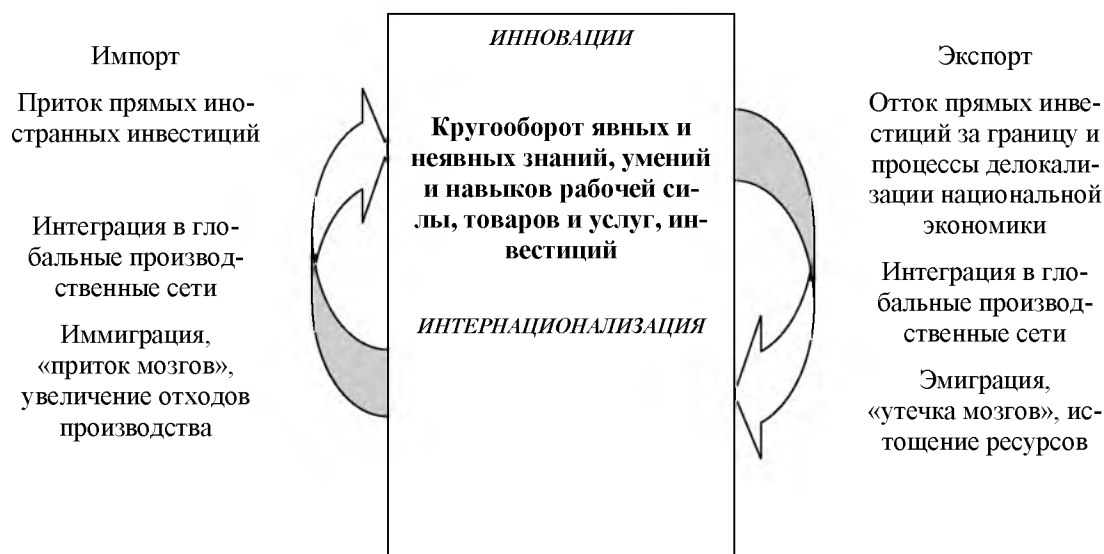 Импорт
Приток прямых ино-
странных инвестиций
Интеграция в гло-
бальные производ-
ственные сети
Иммиграция,
«приток мозгов»,
увеличение отходов
производства
ИННОВАЦИИ
Кругооборот явных и
неявных знаний, умений
и навыков рабочей си-
лы, товаров и услуг, ин-
вестиций
ИНТЕРНАЦИОНАЛИЗАЦИЯ
Экспорт
Отток прямых инве-
стиций за границу и
процессы делокали-
зации национальной
экономики
Интеграция в гло-
бальные производ-
ственные сети
Эмиграция,
«утечка мозгов», ис-
тощение ресурсов